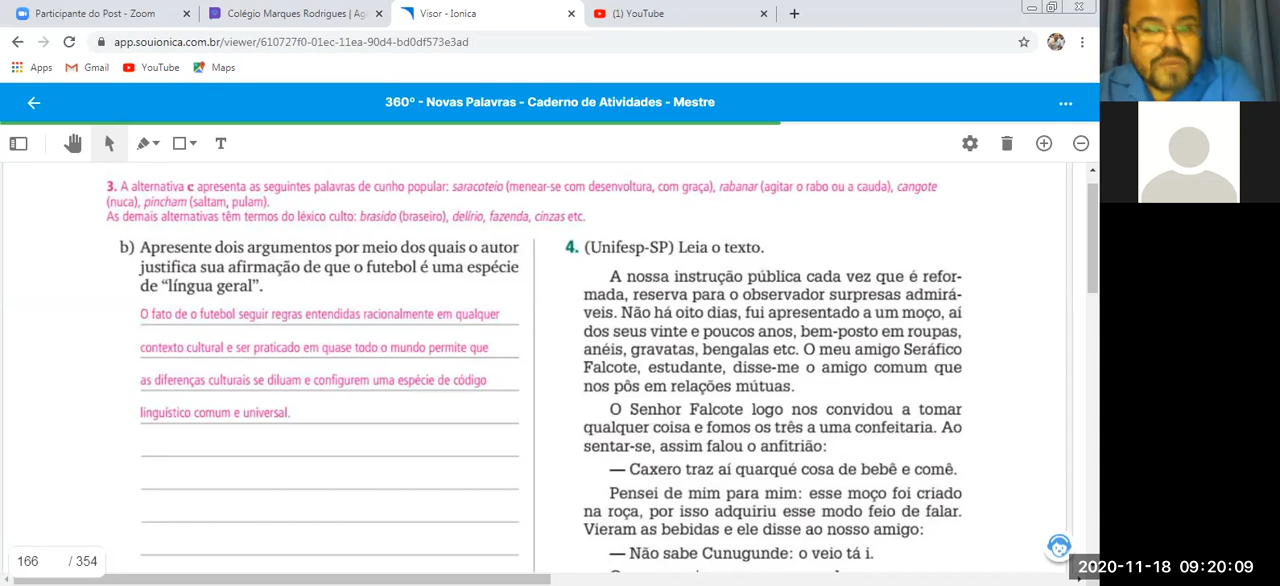 Participante do Post - Zoom
Colégio Marques Rodrigues | Ag
Visor - Ionica
(1) YouTube
app.souionica.com.br/viewer/610727f0-01ec-11ea-90d4-bd0df573e3ad
Apps
Gmail
YouTube
Maps
360º - Novas Palavras - Caderno de Atividades - Mestre
3. A alternativa c apresenta as seguintes palavras de cunho popular: saracoteio (menear-se com desenvoltura, com graça), rabanar (agitar o rabo ou a cauda), cangote
(nuca), pincham (saltam, pulam).
As demais alternativas têm termos do léxico culto: brasido (braseiro), delírio, fazenda, cinzas etc.
b) Apresente dois argumentos por meio dos quais o autor
justifica sua afirmação de que o futebol é uma espécie
de “língua geral”.
O fato de o futebol seguir regras entendidas racionalmente em qualquer
contexto cultural e ser praticado em quase todo o mundo permite que
as diferenças culturais se diluam e configurem uma espécie de código
linguístico comum e universal.
4. (Unifesp-SP) Leia o texto.
A nossa instrução pública cada vez que é refor-
mada, reserva para o observador surpresas admirá-
veis. Não há oito dias, fui apresentado a um moço, aí
dos seus vinte e poucos anos, bem-posto em roupas,
anéis, gravatas, bengalas etc. O meu amigo Seráfico
Falcote, estudante, disse-me o amigo comum que
nos pôs em relações mútuas.
O Senhor Falcote logo nos convidou a tomar
qualquer coisa e fomos os três a uma confeitaria. Ao
sentar-se, assim falou o anfitrião:
— Caxero traz aí quarqué cosa de bebê e comê.
Pensei de mim para mim: esse moço foi criado
na roça, por isso adquiriu esse modo feio de falar.
Vieram as bebidas e ele disse ao nosso amigo:
— Não sabe Cunugunde: o veio tá i.
166 / 354
2020-11-18 09:20:09